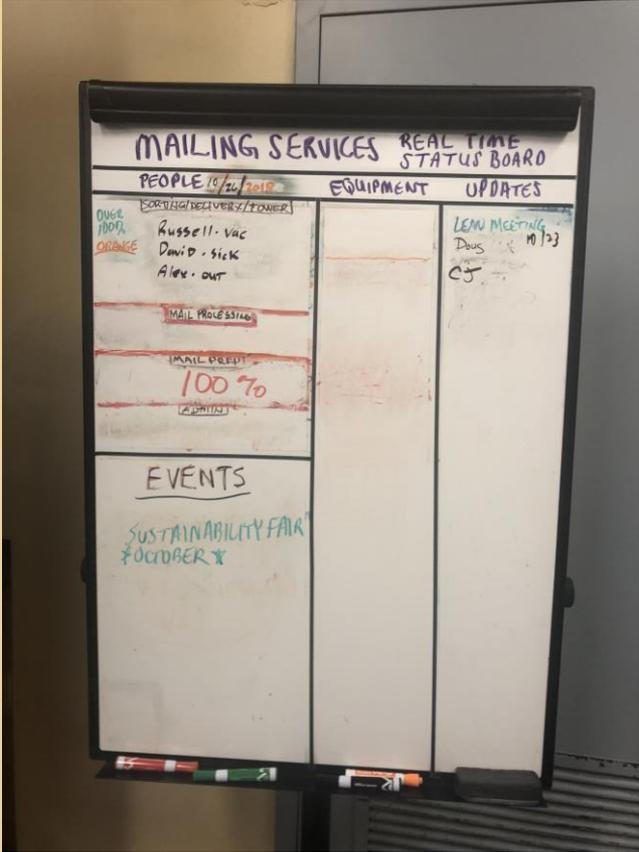 MAILING SERVICES REAL TIME
STATUS BOARD
PEOPLE 10/26/2018
EQUIPMENT
UPDATES
SORTING/DELIVERY/POWER
OVER
100%
ORANGE
Russell · vac
David · sick
Alex · out
MAIL PROCESSING
MAIL PREP
100%
ADMIN
EVENTS
SUSTAINABILITY FAIR
*OCTOBER*
LEAN MEETING
Doug 10/23
CJ